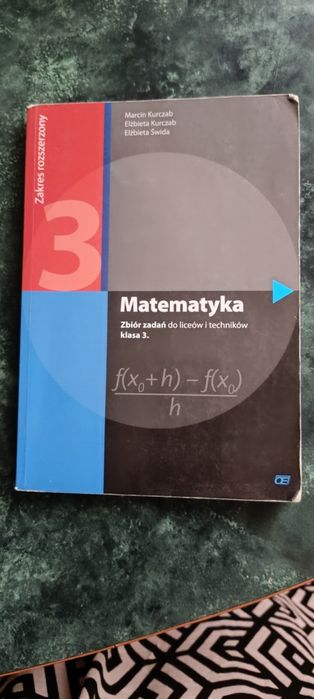 Marcin Kurczab
Elżbieta Kurczab
Elżbieta Świda
Zakres rozszerzony
3
Matematyka
Zbiór zadań do liceów i techników
klasa 3.
f(x₀+h) − f(x₀)
h